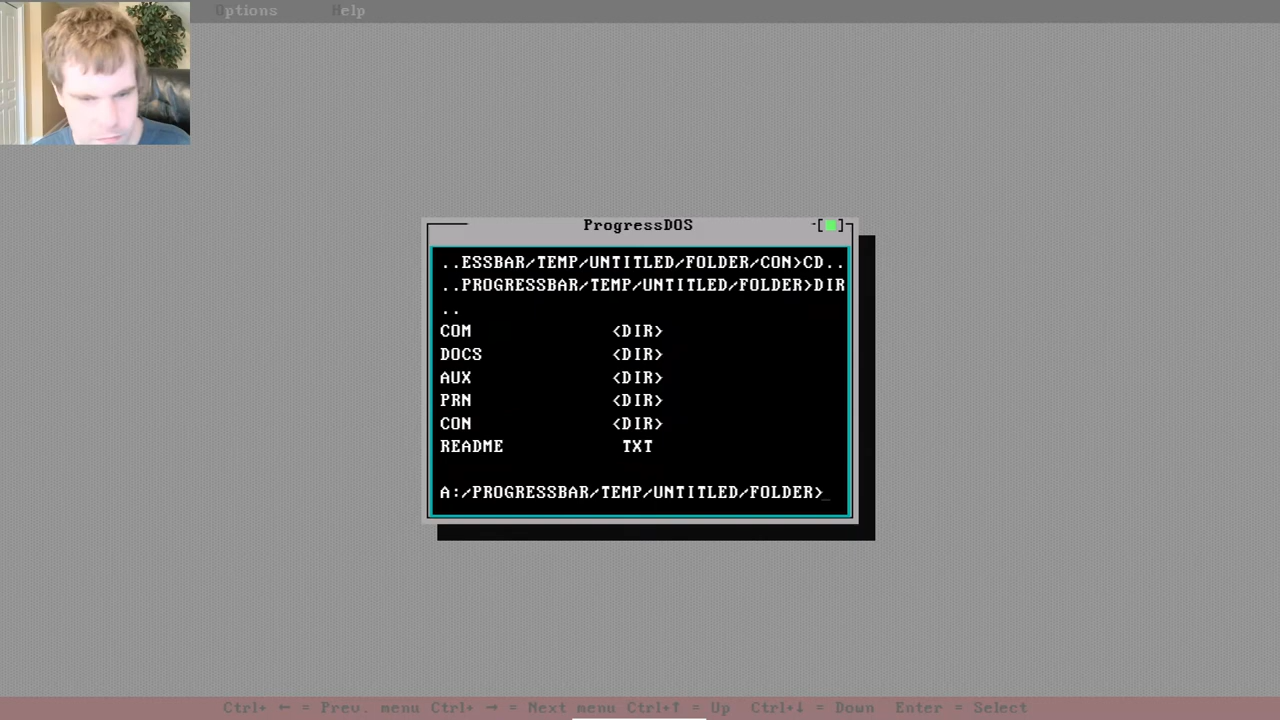 Options Help
ProgressDOS
..ESSBAR/TEMP/UNTITLED/FOLDER/CON>CD..
..PROGRESSBAR/TEMP/UNTITLED/FOLDER>DIR
..
COM <DIR>
DOCS <DIR>
AUX <DIR>
PRN <DIR>
CON <DIR>
README TXT
A:/PROGRESSBAR/TEMP/UNTITLED/FOLDER>_
Ctrl+ ← = Prev. menu Ctrl+ → = Next menu Ctrl+↑ = Up Ctrl+↓ = Down Enter = Select